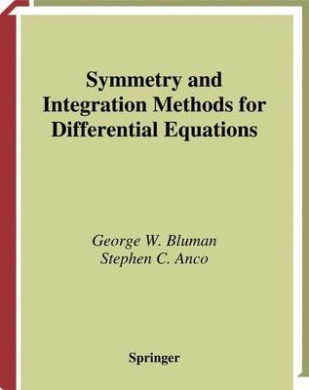 Symmetry and
Integration Methods for
Differential Equations
George W. Bluman
Stephen C. Anco
Springer